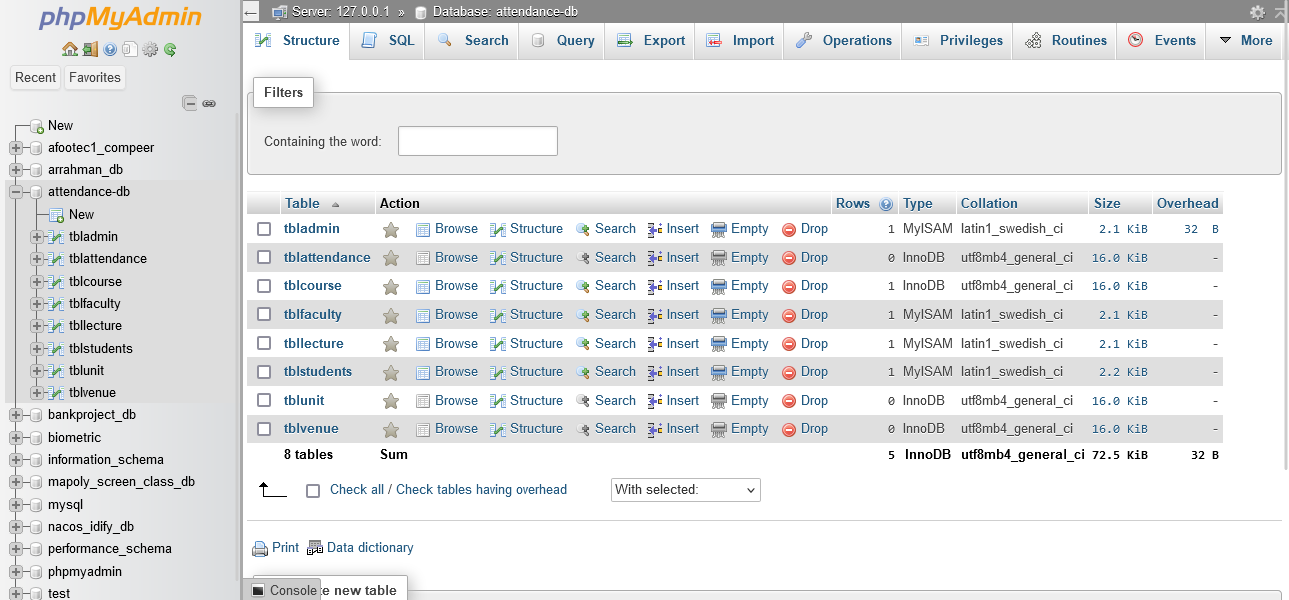 phpMyAdmin
Recent Favorites
New
afootec1_compeer
arrahman_db
attendance-db
New
tbladmin
tblattendance
tblcourse
tblfaculty
tbllecture
tblstudents
tblunit
tblvenue
bankproject_db
biometric
information_schema
mapoly_screen_class_db
mysql
nacos_idify_db
performance_schema
phpmyadmin
test
Server: 127.0.0.1 » Database: attendance-db
Structure SQL Search Query Export Import Operations Privileges Routines Events More
Filters
Containing the word:
Table Action Rows Type Collation Size Overhead
tbladmin Browse Structure Search Insert Empty Drop 1 MyISAM latin1_swedish_ci 2.1 KiB 32 B
tblattendance Browse Structure Search Insert Empty Drop 0 InnoDB utf8mb4_general_ci 16.0 KiB -
tblcourse Browse Structure Search Insert Empty Drop 1 InnoDB utf8mb4_general_ci 16.0 KiB -
tblfaculty Browse Structure Search Insert Empty Drop 1 MyISAM latin1_swedish_ci 2.1 KiB -
tbllecture Browse Structure Search Insert Empty Drop 1 MyISAM latin1_swedish_ci 2.1 KiB -
tblstudents Browse Structure Search Insert Empty Drop 1 MyISAM latin1_swedish_ci 2.2 KiB -
tblunit Browse Structure Search Insert Empty Drop 0 InnoDB utf8mb4_general_ci 16.0 KiB -
tblvenue Browse Structure Search Insert Empty Drop 0 InnoDB utf8mb4_general_ci 16.0 KiB -
8 tables Sum 5 InnoDB utf8mb4_general_ci 72.5 KiB 32 B
Check all / Check tables having overhead With selected:
Print Data dictionary
Console e new table